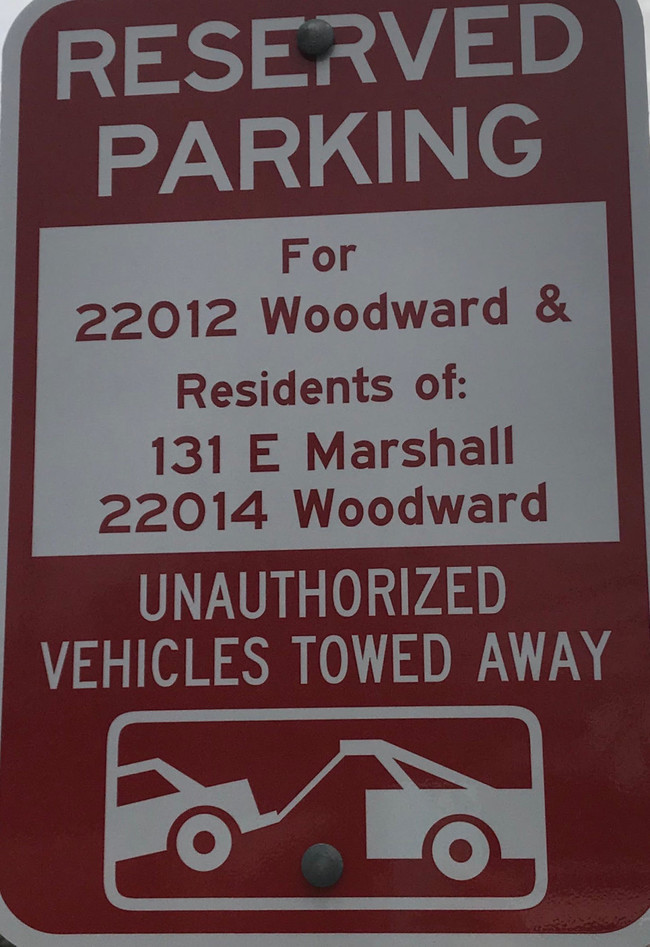 RESERVED
PARKING
For
22012 Woodward &
Residents of:
131 E Marshall
22014 Woodward
UNAUTHORIZED
VEHICLES TOWED AWAY